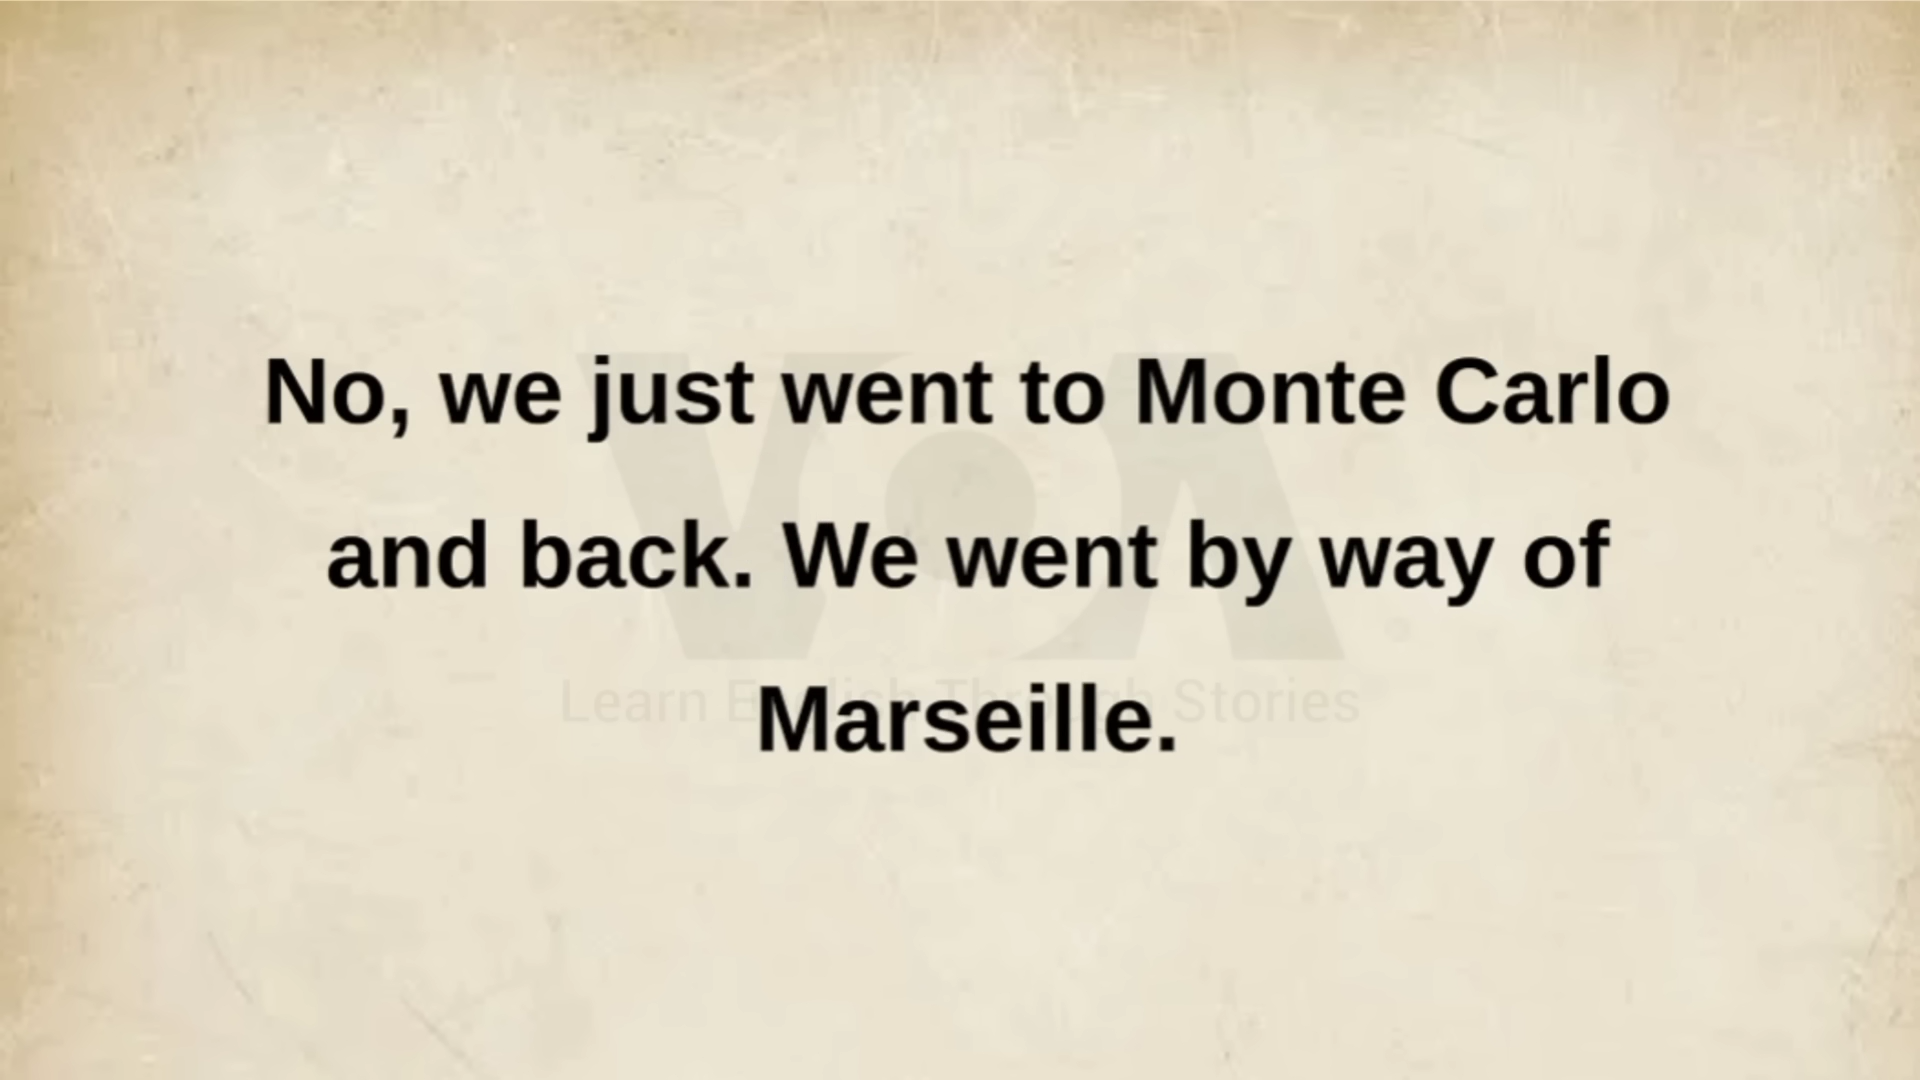 No, we just went to Monte Carlo
and back. We went by way of
Marseille.
VOA
Learn English Through Stories